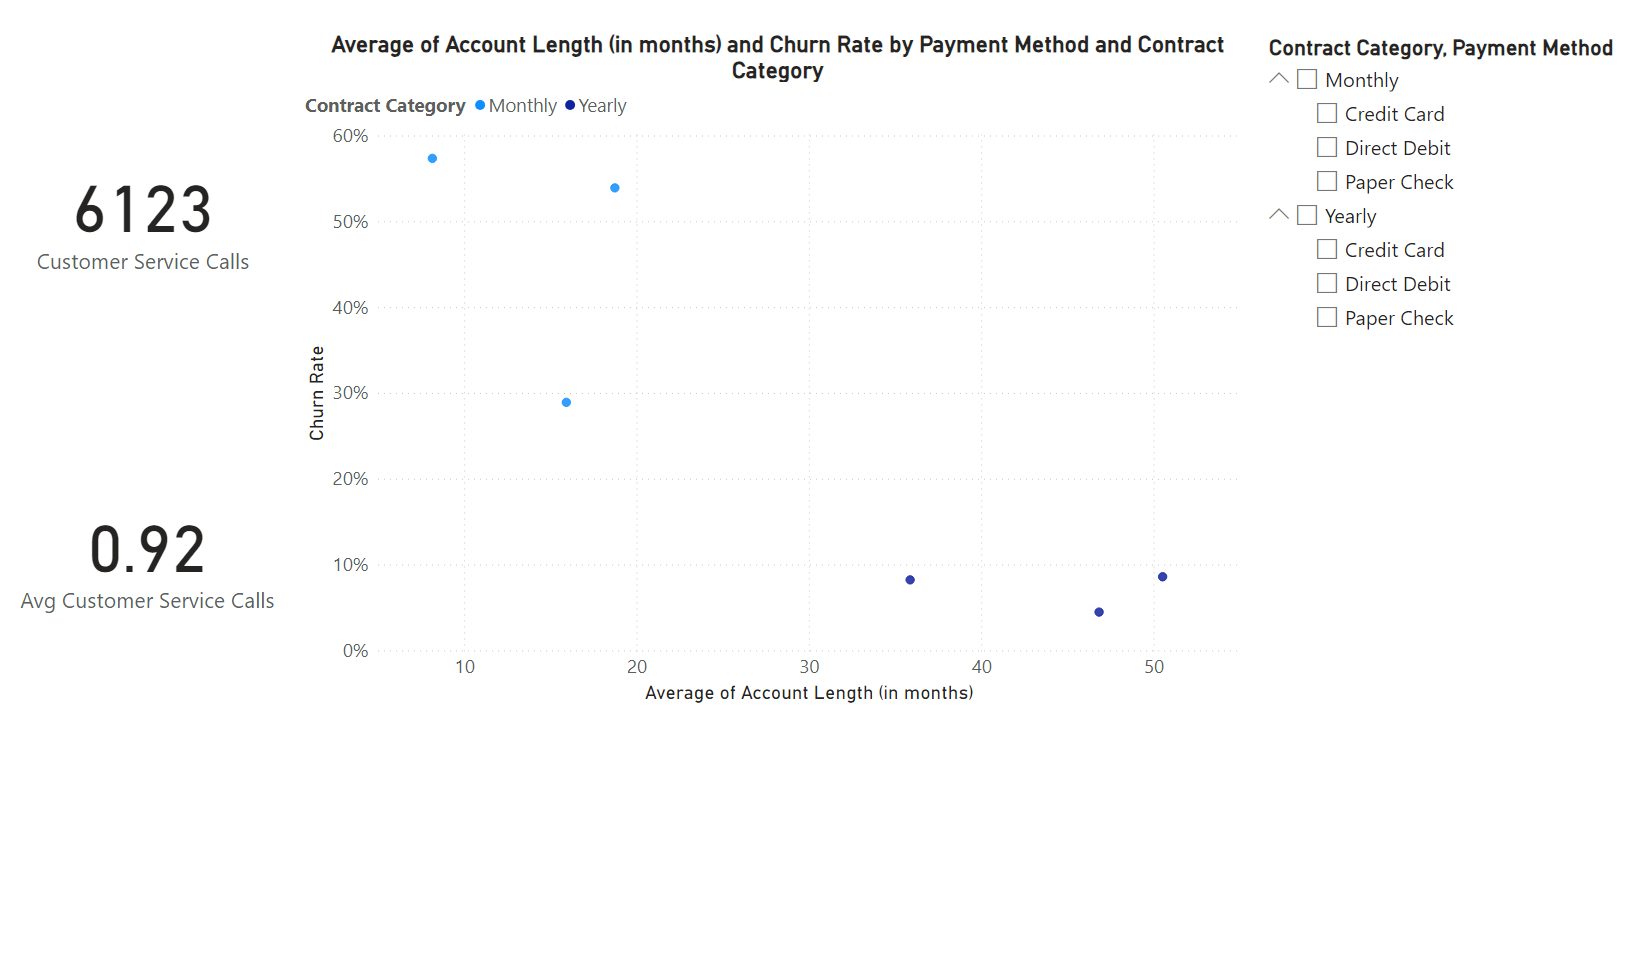 Average of Account Length (in months) and Churn Rate by Payment Method and Contract
Category
Contract Category Monthly Yearly
60%
50%
40%
30%
20%
10%
0%
Churn Rate
10 20 30 40 50
Average of Account Length (in months)
6123
Customer Service Calls
0.92
Avg Customer Service Calls
Contract Category, Payment Method
Monthly
Credit Card
Direct Debit
Paper Check
Yearly
Credit Card
Direct Debit
Paper Check